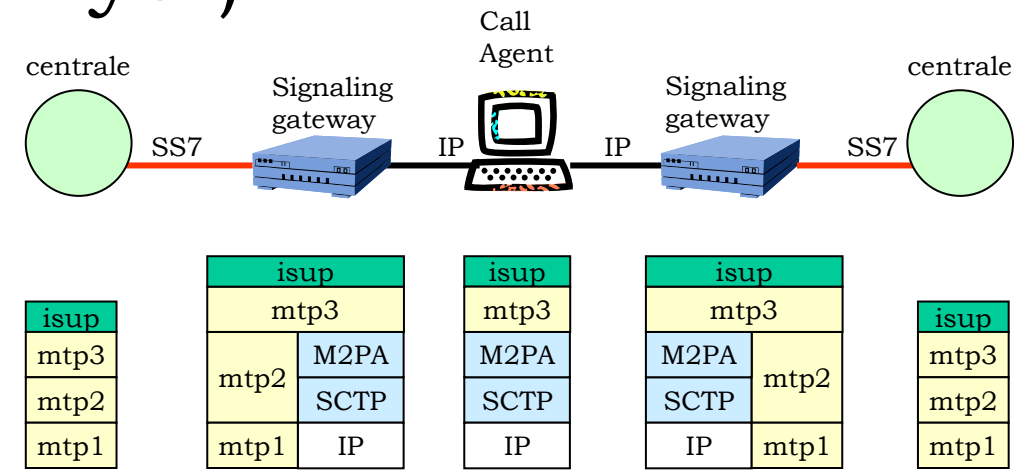 Call
Agent
centrale
Signaling
gateway
Signaling
gateway
centrale
SS7
IP
IP
SS7
isup
mtp3
mtp2
mtp1
isup
mtp3
mtp2
M2PA
SCTP
mtp1
IP
isup
mtp3
M2PA
SCTP
IP
isup
mtp3
M2PA
SCTP
mtp2
IP
mtp1
isup
mtp3
mtp2
mtp1